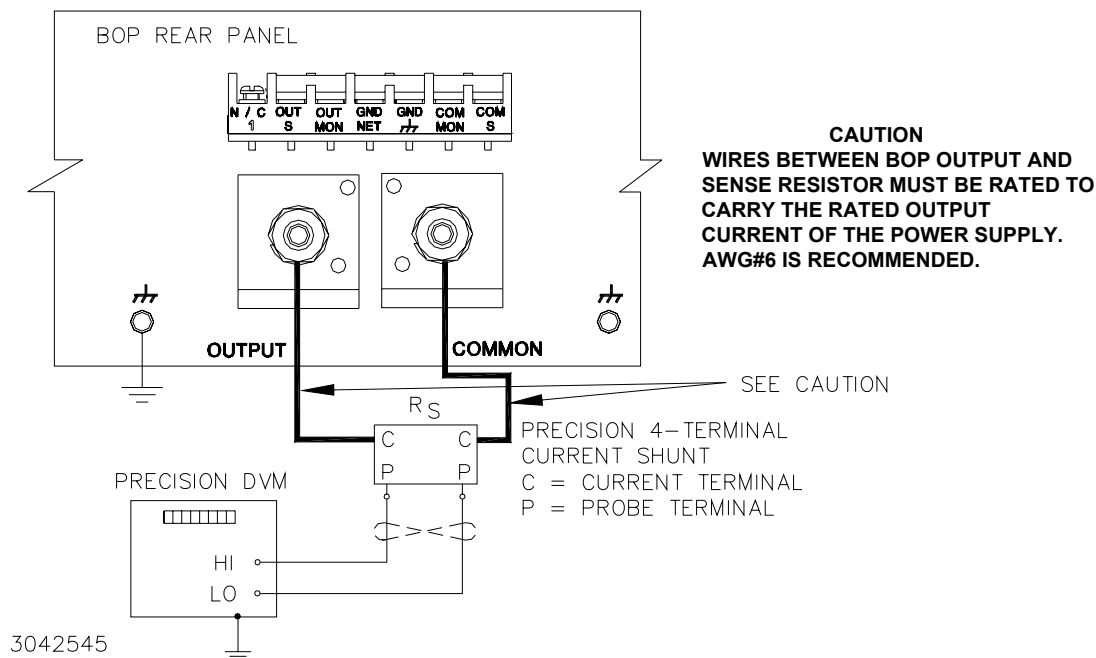 BOP REAR PANEL
N / C OUT OUT GND GND COM COM
1 S MON NET MON S
CAUTION
WIRES BETWEEN BOP OUTPUT AND
SENSE RESISTOR MUST BE RATED TO
CARRY THE RATED OUTPUT
CURRENT OF THE POWER SUPPLY.
AWG#6 IS RECOMMENDED.
OUTPUT
COMMON
SEE CAUTION
RS
C C
P P
PRECISION 4-TERMINAL
CURRENT SHUNT
C = CURRENT TERMINAL
P = PROBE TERMINAL
PRECISION DVM
HI
LO
3042545